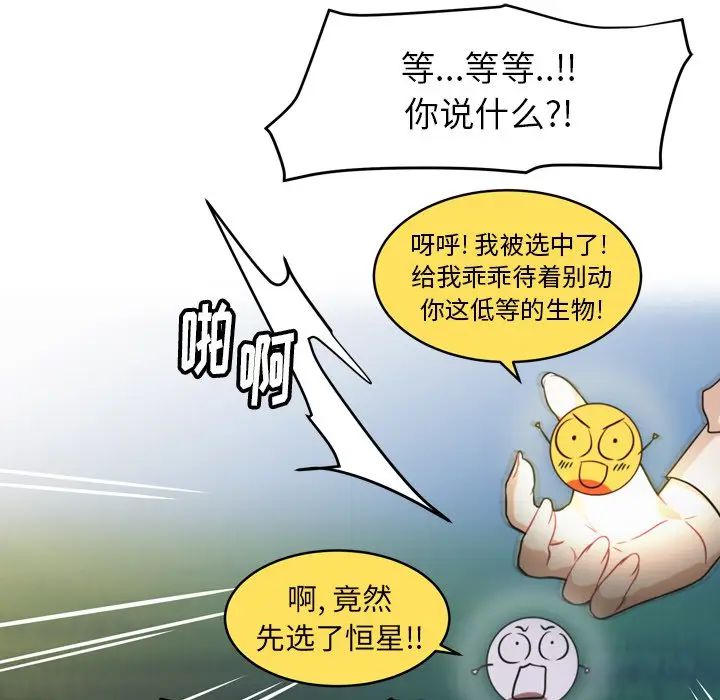 等...等等..!!
你说什么?!
呀呼! 我被选中了!
给我乖乖待着别动
你这低等的生物!
啪啊
啊, 竟然
先选了恒星!!